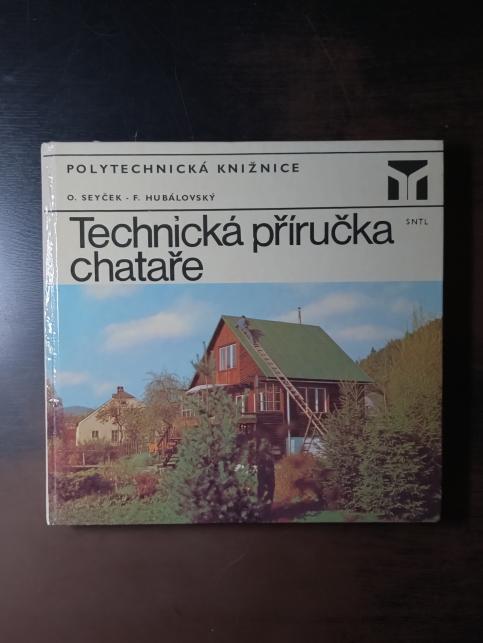 POLYTECHNICKÁ KNIŽNICE
O. SEYČEK - F. HUBÁLOVSKÝ
SNTL
Technická příručka
chataře